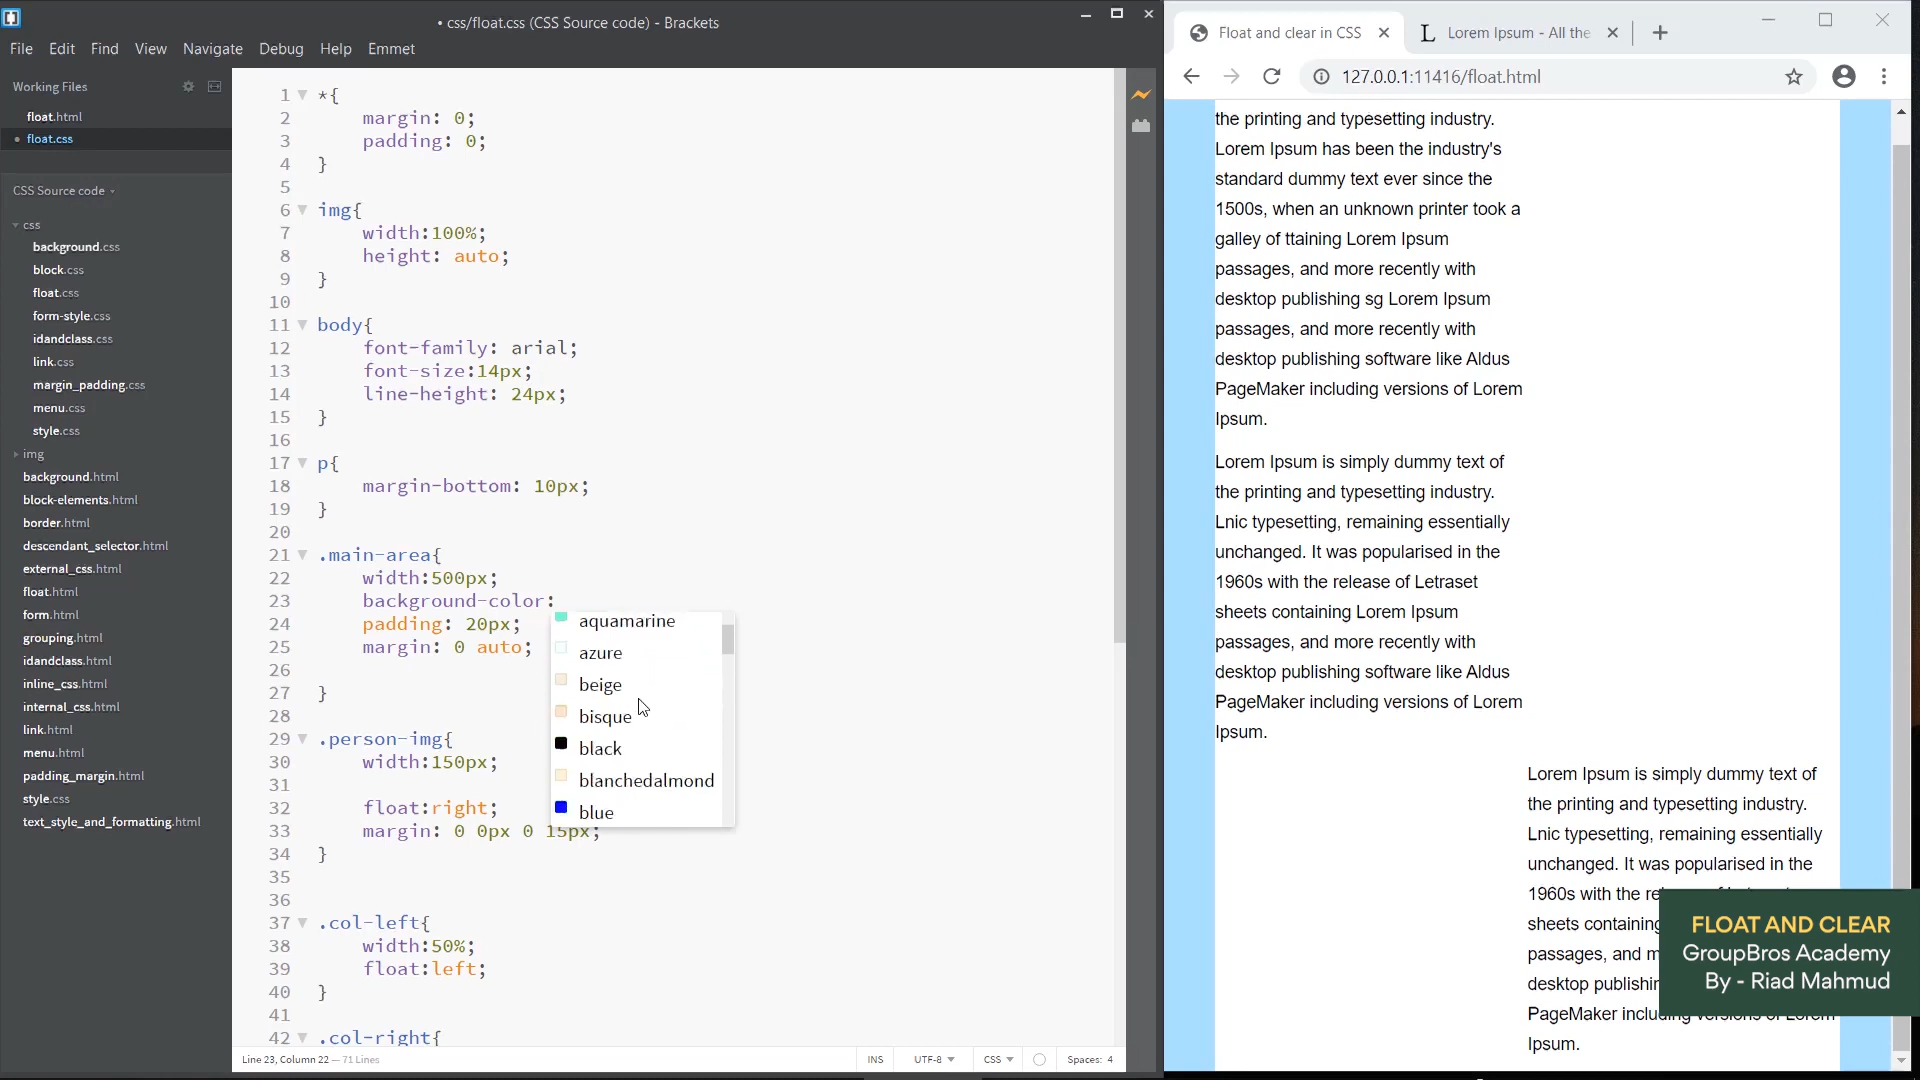 • css/float.css (CSS Source code) - Brackets
File Edit Find View Navigate Debug Help Emmet
Working Files
float.html
float.css
CSS Source code
css
background.css
block.css
float.css
form-style.css
idandclass.css
link.css
margin_padding.css
menu.css
style.css
img
background.html
block-elements.html
border.html
descendant_selector.html
external_css.html
float.html
form.html
grouping.html
idandclass.html
inline_css.html
internal_css.html
link.html
menu.html
padding_margin.html
style.css
text_style_and_formatting.html
1 *{
2 margin: 0;
3 padding: 0;
4 }
5
6 img{
7 width:100%;
8 height: auto;
9 }
10
11 body{
12 font-family: arial;
13 font-size:14px;
14 line-height: 24px;
15 }
16
17 p{
18 margin-bottom: 10px;
19 }
20
21 .main-area{
22 width:500px;
23 background-color:
24 padding: 20px;
25 margin: 0 auto;
26
27 }
28
29 .person-img{
30 width:150px;
31
32 float:right;
33 margin: 0 0px 0 15px;
34 }
35
36
37 .col-left{
38 width:50%;
39 float:left;
40 }
41
42 .col-right{
aquamarine
azure
beige
bisque
black
blanchedalmond
blue
Line 23, Column 22 — 71 Lines
INS UTF-8 CSS Spaces: 4
Float and clear in CSS
Lorem Ipsum - All the
127.0.0.1:11416/float.html
the printing and typesetting industry.
Lorem Ipsum has been the industry's
standard dummy text ever since the
1500s, when an unknown printer took a
galley of ttaining Lorem Ipsum
passages, and more recently with
desktop publishing sg Lorem Ipsum
passages, and more recently with
desktop publishing software like Aldus
PageMaker including versions of Lorem
Ipsum.
Lorem Ipsum is simply dummy text of
the printing and typesetting industry.
Lnic typesetting, remaining essentially
unchanged. It was popularised in the
1960s with the release of Letraset
sheets containing Lorem Ipsum
passages, and more recently with
desktop publishing software like Aldus
PageMaker including versions of Lorem
Ipsum.
Lorem Ipsum is simply dummy text of
the printing and typesetting industry.
Lnic typesetting, remaining essentially
unchanged. It was popularised in the
1960s with the
sheets containing
passages, and
desktop
PageMaker versions of Lorem
Ipsum.
FLOAT AND CLEAR
GroupBros Academy
By - Riad Mahmud